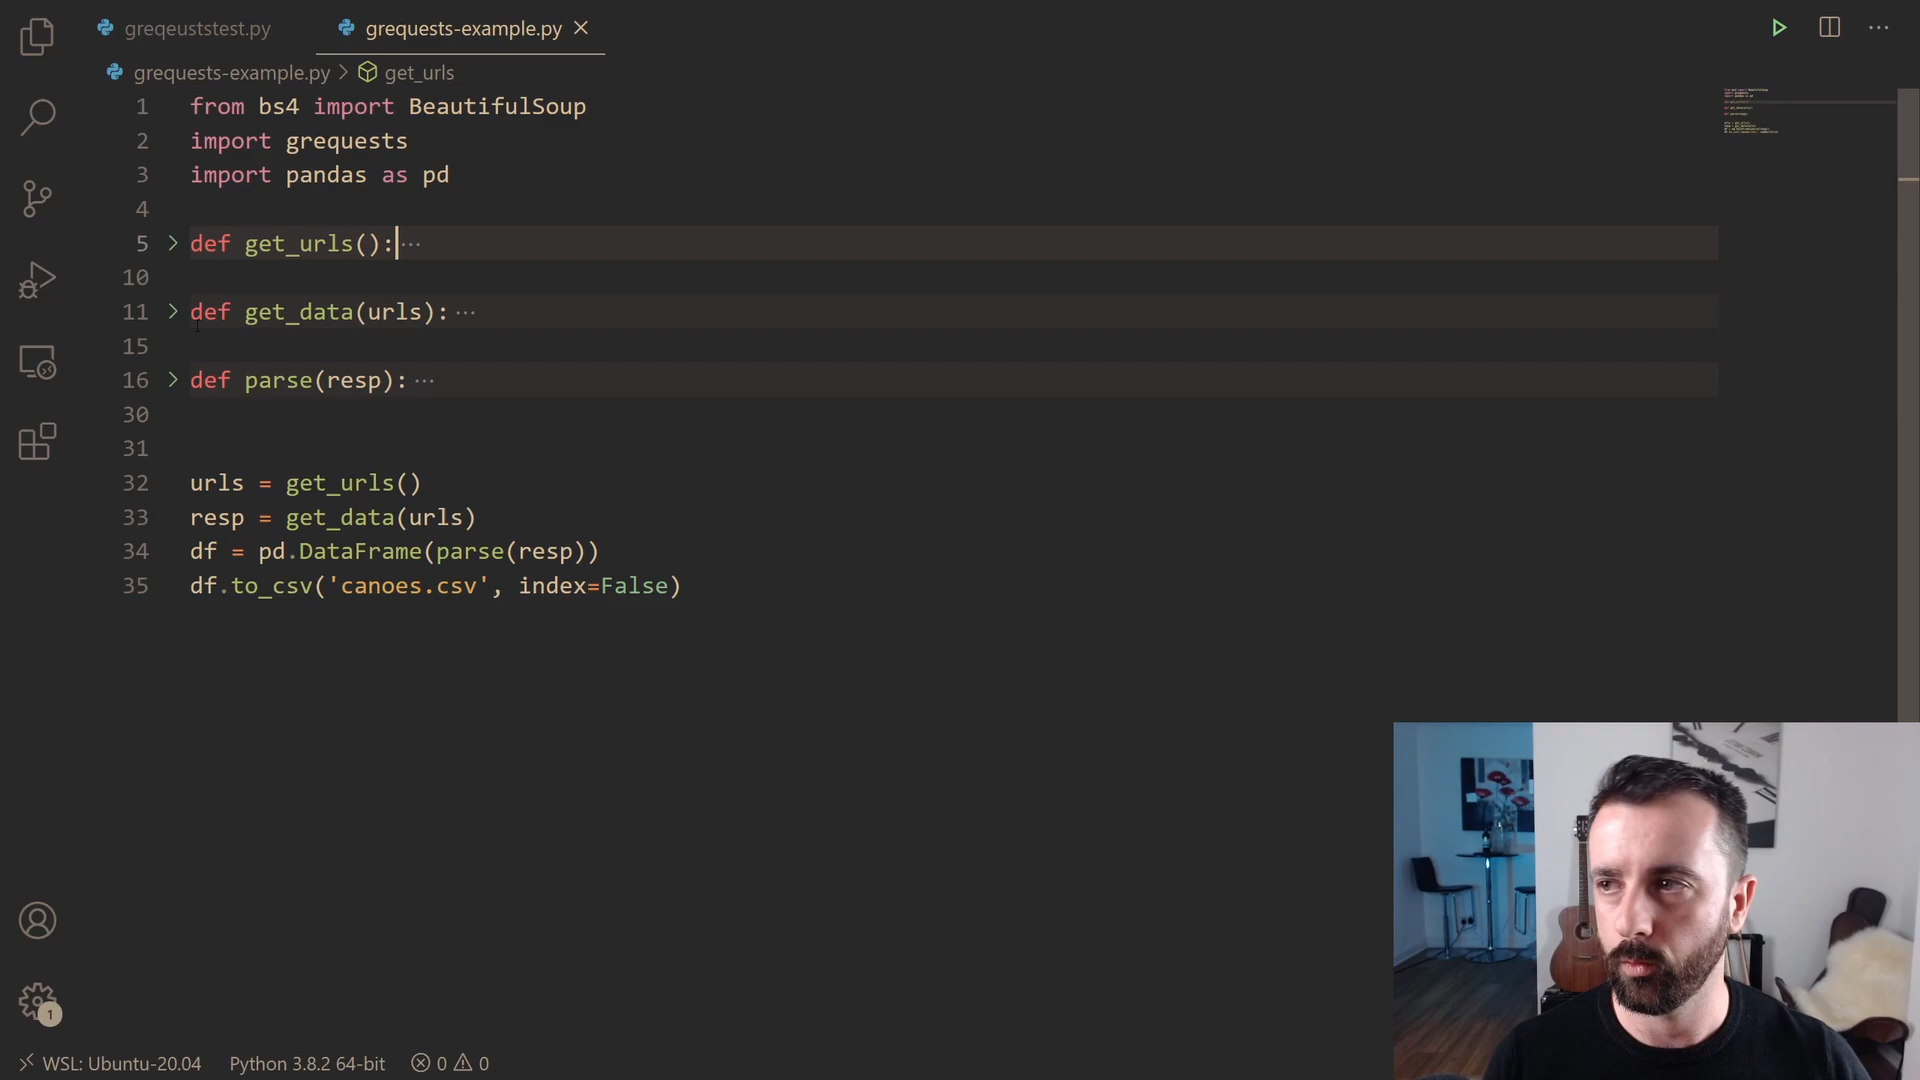 greqeuststest.py
grequests-example.py
grequests-example.py > get_urls
1 from bs4 import BeautifulSoup
2 import grequests
3 import pandas as pd
4
5 def get_urls():···
10
11 def get_data(urls):···
15
16 def parse(resp):···
30
31
32 urls = get_urls()
33 resp = get_data(urls)
34 df = pd.DataFrame(parse(resp))
35 df.to_csv('canoes.csv', index=False)
1
WSL: Ubuntu-20.04 Python 3.8.2 64-bit 0 0